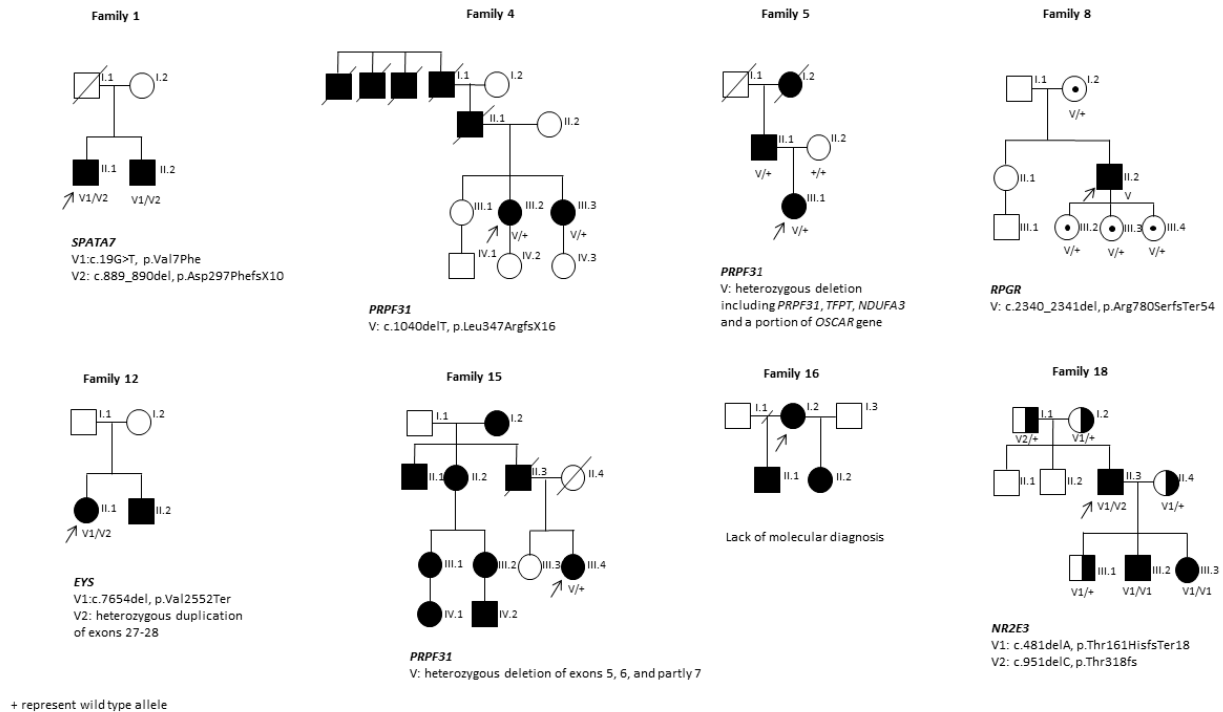 Family 1
I.1
I.2
II.1
II.2
V1/V2
V1/V2
SPATA7
V1:c.19G>T, p.Val7Phe
V2: c.889_890del, p.Asp297PhefsX10
Family 4
I.1
I.2
II.1
II.2
III.1
III.2
III.3
V/+
V/+
IV.1
IV.2
IV.3
PRPF31
V: c.1040delT, p.Leu347ArgfsX16
Family 5
I.1
I.2
II.1
II.2
V/+
+/+
III.1
V/+
PRPF31
V: heterozygous deletion
including PRPF31, TFPT, NDUFA3
and a portion of OSCAR gene
Family 8
I.1
I.2
V/+
II.1
II.2
V
III.1
III.2
III.3
III.4
V/+
V/+
V/+
RPGR
V: c.2340_2341del, p.Arg780SerfsTer54
Family 12
I.1
I.2
II.1
II.2
V1/V2
EYS
V1:c.7654del, p.Val2552Ter
V2: heterozygous duplication
of exons 27-28
Family 15
I.1
I.2
II.1
II.2
II.3
II.4
III.1
III.2
III.3
III.4
V/+
IV.1
IV.2
PRPF31
V: heterozygous deletion of exons 5, 6, and partly 7
Family 16
I.1
I.2
I.3
II.1
II.2
Lack of molecular diagnosis
Family 18
I.1
I.2
V2/+
V1/+
II.1
II.2
II.3
II.4
V1/V2
V1/+
III.1
III.2
III.3
V1/+
V1/V1
V1/V1
NR2E3
V1: c.481delA, p.Thr161HisfsTer18
V2: c.951delC, p.Thr318fs
+ represent wild type allele